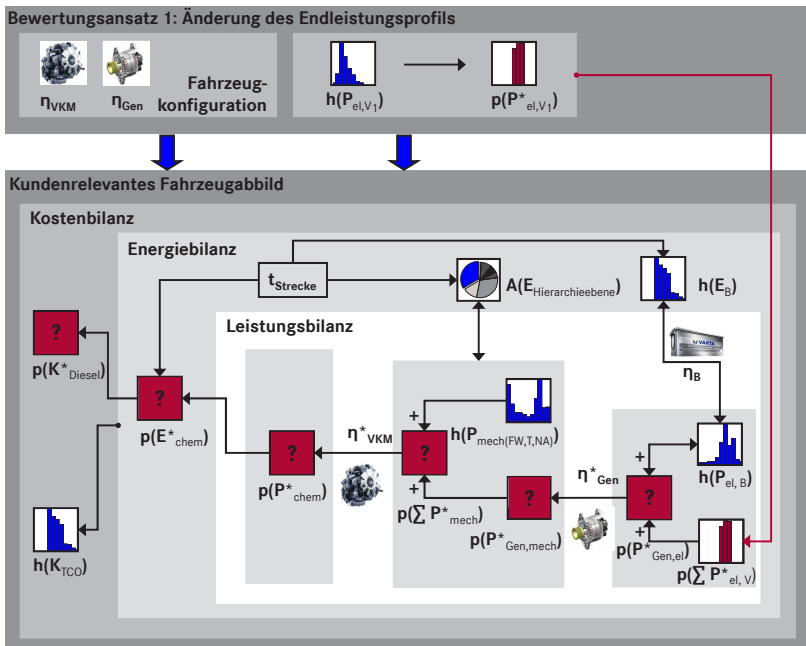 Bewertungsansatz 1: Änderung des Endleistungsprofils
ηVKM
ηGen
Fahrzeug-
konfiguration
h(Pel,V1)
p(P*el,V1)
Kundenrelevantes Fahrzeugabbild
Kostenbilanz
Energiebilanz
tStrecke
A(EHierarchieebene)
h(EB)
Leistungsbilanz
VARTA
ηB
?
p(K*Diesel)
?
p(E*chem)
?
p(P*chem)
η*VKM
+
?
+
h(Pmech(FW,T,NA))
p(∑ P*mech)
?
p(P*Gen,mech)
η*Gen
+
?
+
h(Pel, B)
p(P*Gen,el)
p(∑ P*el, V)
h(KTCO)